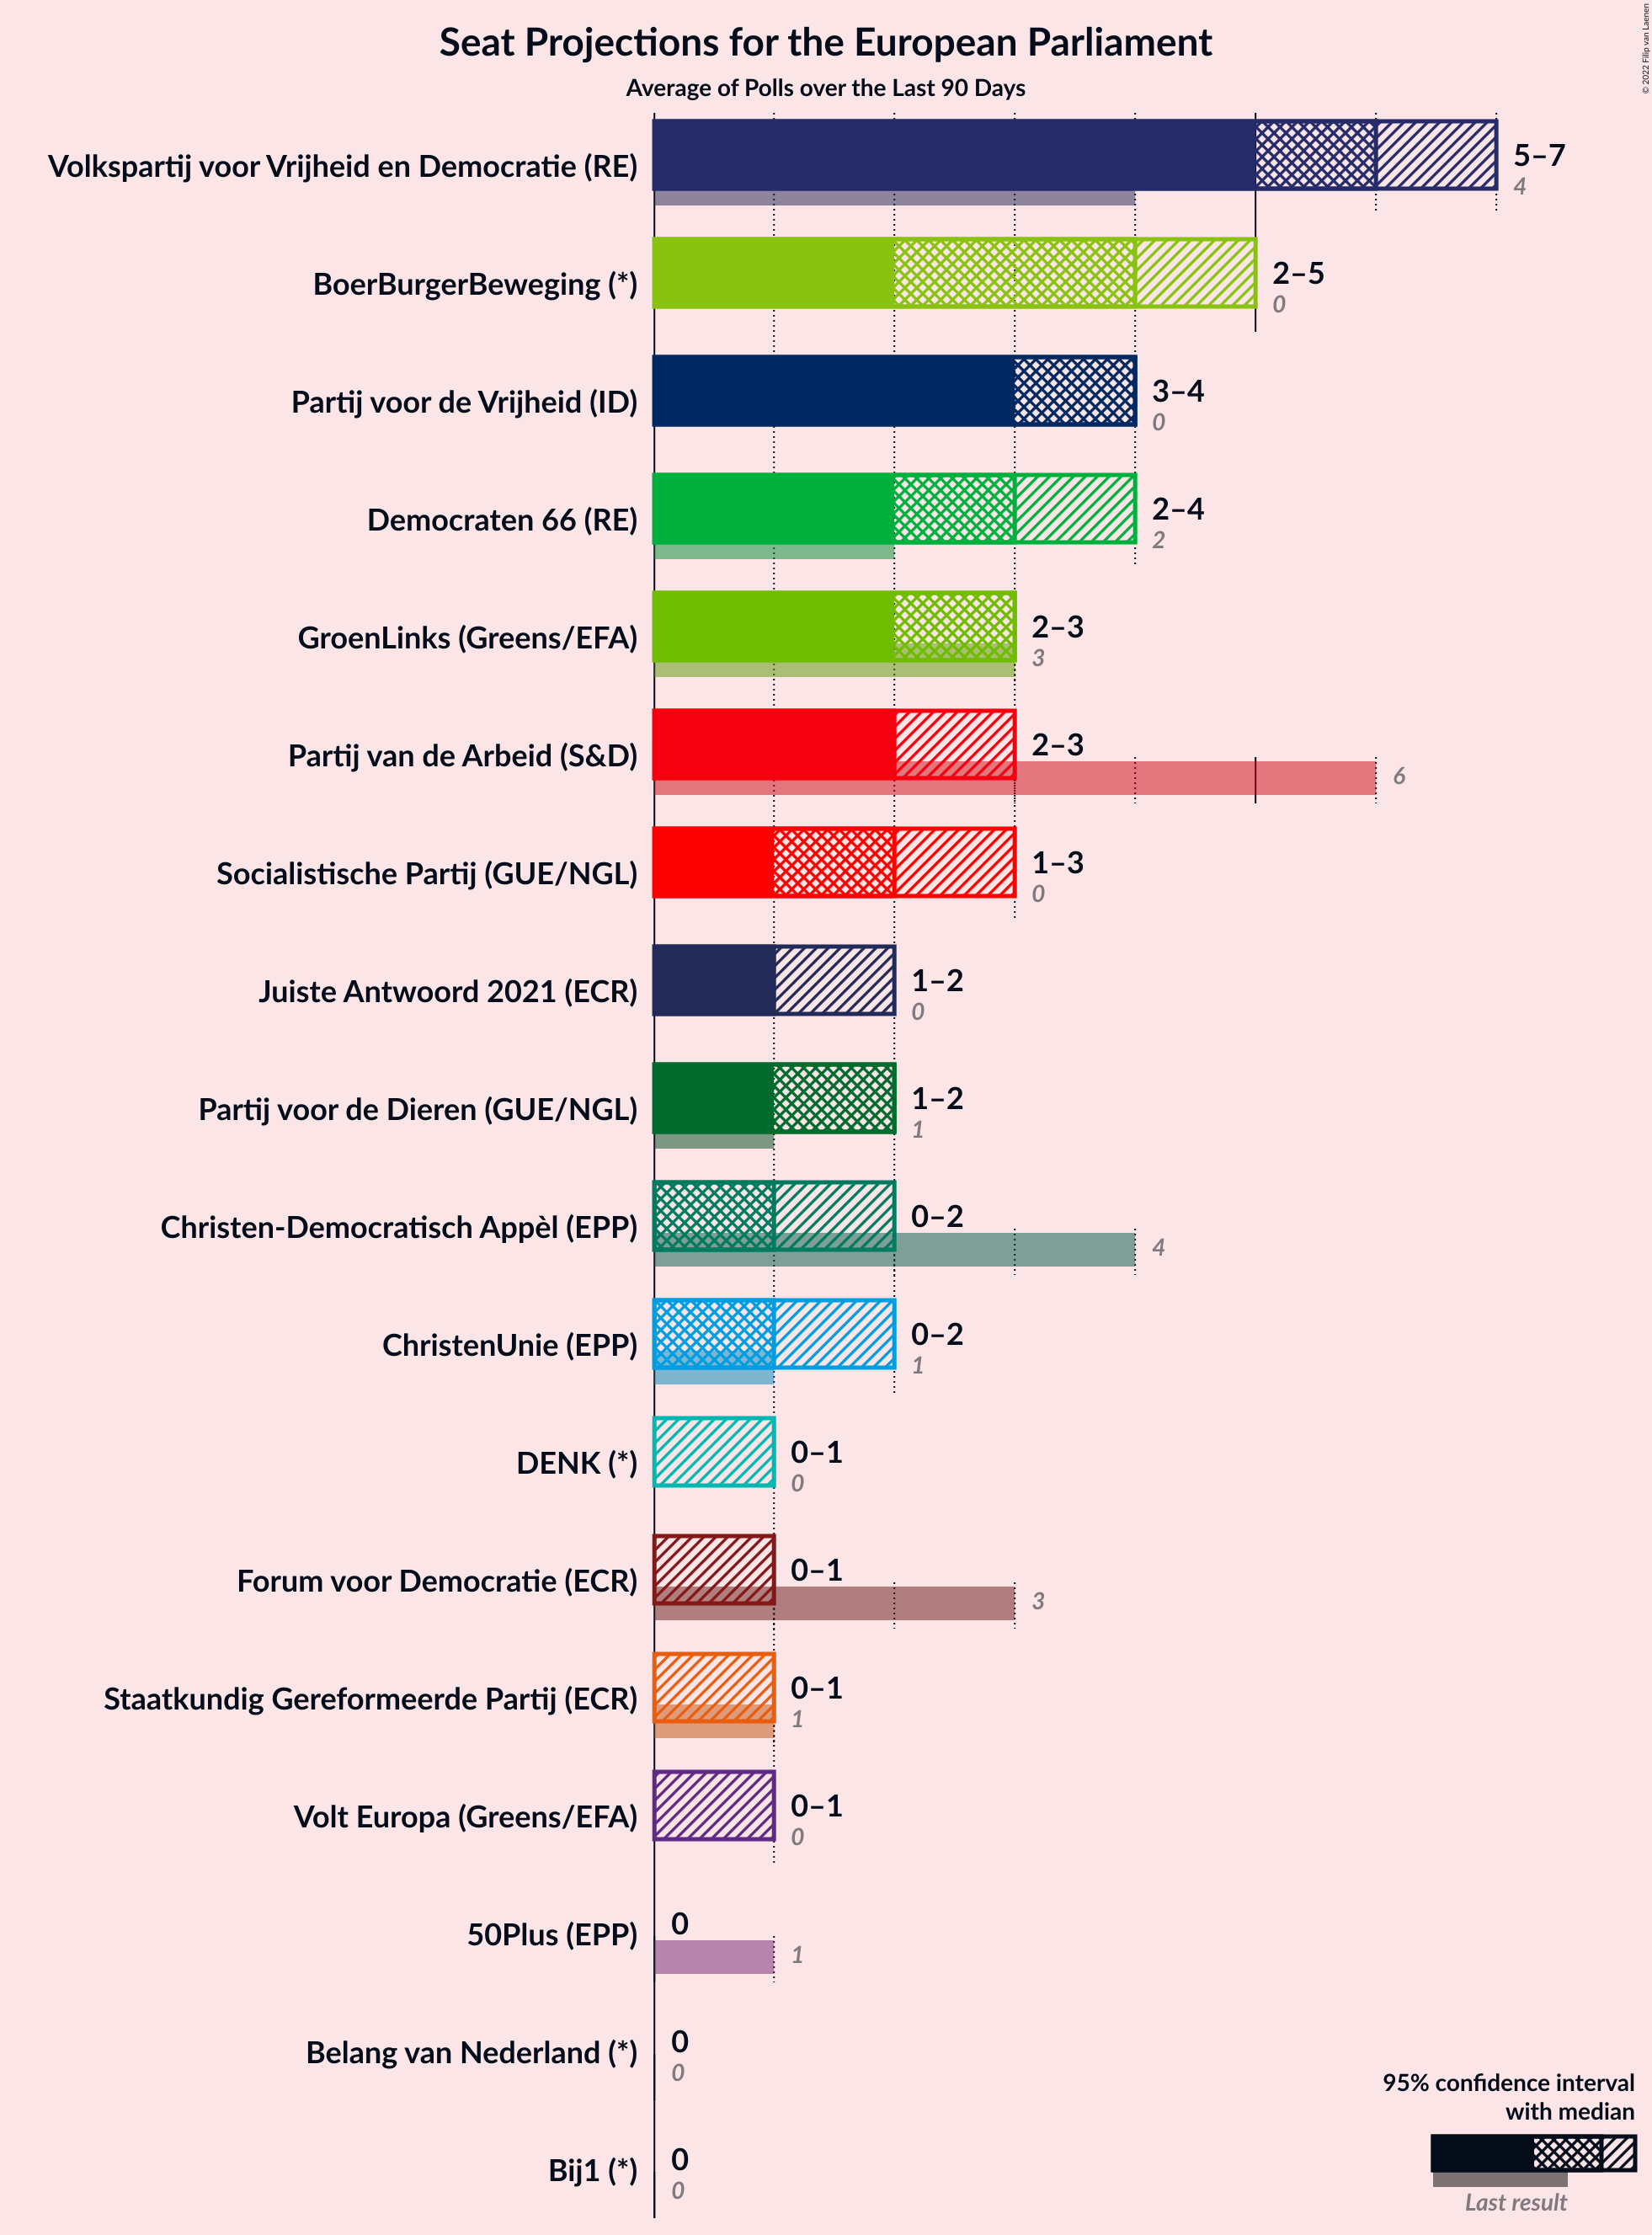 Seat Projections for the European Parliament
Average of Polls over the Last 90 Days
© 2022 Filip van Laenen
Volkspartij voor Vrijheid en Democratie (RE)
5–7
4
BoerBurgerBeweging (*)
2–5
0
Partij voor de Vrijheid (ID)
3–4
0
Democraten 66 (RE)
2–4
2
GroenLinks (Greens/EFA)
2–3
3
Partij van de Arbeid (S&D)
2–3
6
Socialistische Partij (GUE/NGL)
1–3
0
Juiste Antwoord 2021 (ECR)
1–2
0
Partij voor de Dieren (GUE/NGL)
1–2
1
Christen-Democratisch Appèl (EPP)
0–2
4
ChristenUnie (EPP)
0–2
1
DENK (*)
0–1
0
Forum voor Democratie (ECR)
0–1
3
Staatkundig Gereformeerde Partij (ECR)
0–1
1
Volt Europa (Greens/EFA)
0–1
0
50Plus (EPP)
0
1
Belang van Nederland (*)
0
0
Bij1 (*)
0
0
95% confidence interval
with median
Last result